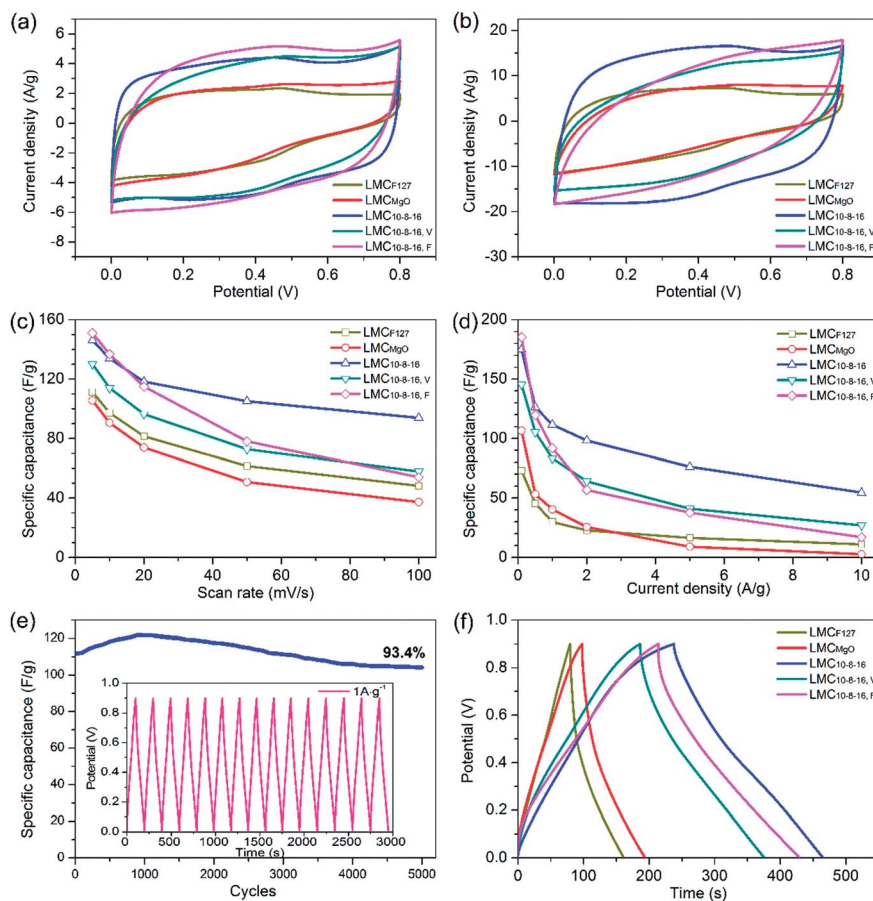 (a)
Current density (A/g)
6
4
2
0
-2
-4
-6
LMCF127
LMCMgO
LMC10-8-16
LMC10-8-16, V
LMC10-8-16, F
0.0 0.2 0.4 0.6 0.8
Potential (V)
(b)
Current density (A/g)
20
10
0
-10
-20
-30
LMCF127
LMCMgO
LMC10-8-16
LMC10-8-16, V
LMC10-8-16, F
0.0 0.2 0.4 0.6 0.8
Potential (V)
(c)
Specific capacitance (F/g)
160
120
80
40
0
LMCF127
LMCMgO
LMC10-8-16
LMC10-8-16, V
LMC10-8-16, F
0 20 40 60 80 100
Scan rate (mV/s)
(d)
Specific capacitance (F/g)
200
150
100
50
0
LMCF127
LMCMgO
LMC10-8-16
LMC10-8-16, V
LMC10-8-16, F
0 2 4 6 8 10
Current density (A/g)
(e)
Specific capacitance (F/g)
120
100
80
60
40
20
0
93.4%
1A·g-1
Potential (V)
1.0
0.8
0.6
0.4
0.2
0.0
0 500 1000 1500 2000 2500 3000
Time (s)
0 1000 2000 3000 4000 5000
Cycles
(f)
Potential (V)
1.0
0.8
0.6
0.4
0.2
0.0
LMCF127
LMCMgO
LMC10-8-16
LMC10-8-16, V
LMC10-8-16, F
0 100 200 300 400 500
Time (s)